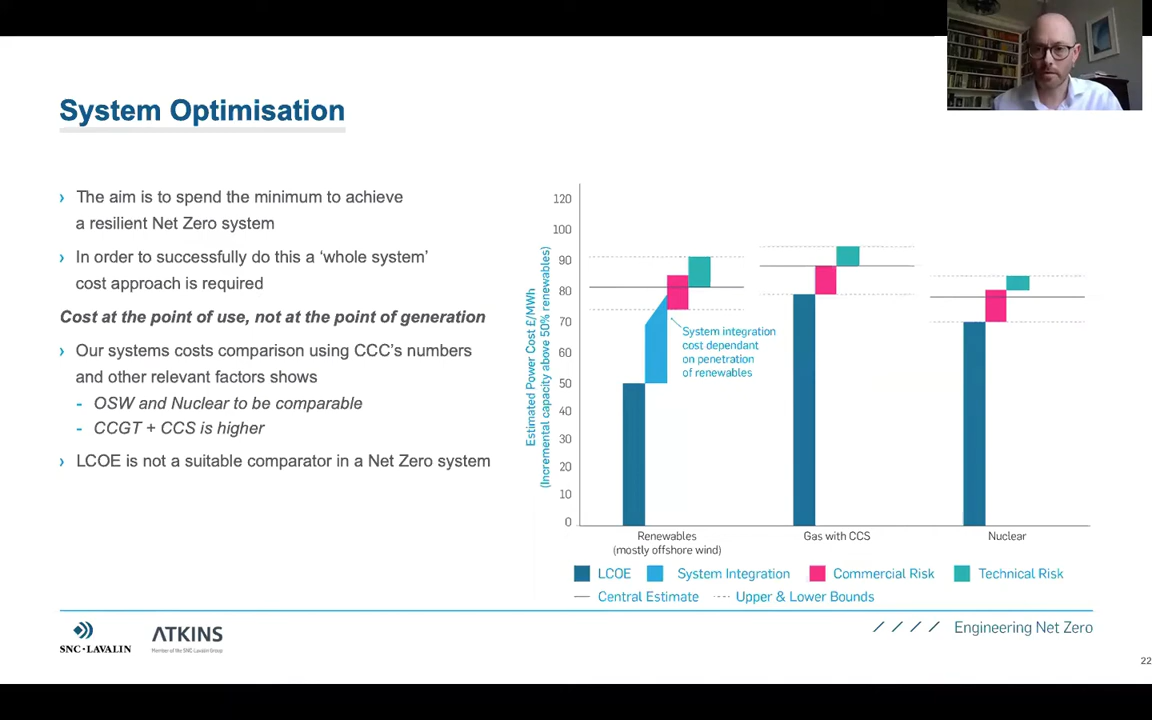 System Optimisation
› The aim is to spend the minimum to achieve
a resilient Net Zero system
› In order to successfully do this a ‘whole system’
cost approach is required
Cost at the point of use, not at the point of generation
› Our systems costs comparison using CCC’s numbers
and other relevant factors shows
- OSW and Nuclear to be comparable
- CCGT + CCS is higher
› LCOE is not a suitable comparator in a Net Zero system
Estimated Power Cost £/MWh
(Incremental capacity above 50% renewables)
120
100
90
80
70
60
50
40
30
20
10
0
System integration
cost dependant
on penetration
of renewables
Renewables
(mostly offshore wind)
Gas with CCS
Nuclear
LCOE
System Integration
Commercial Risk
Technical Risk
Central Estimate
Upper & Lower Bounds
SNC•LAVALIN
ATKINS
Member of the SNC-Lavalin Group
Engineering Net Zero
22